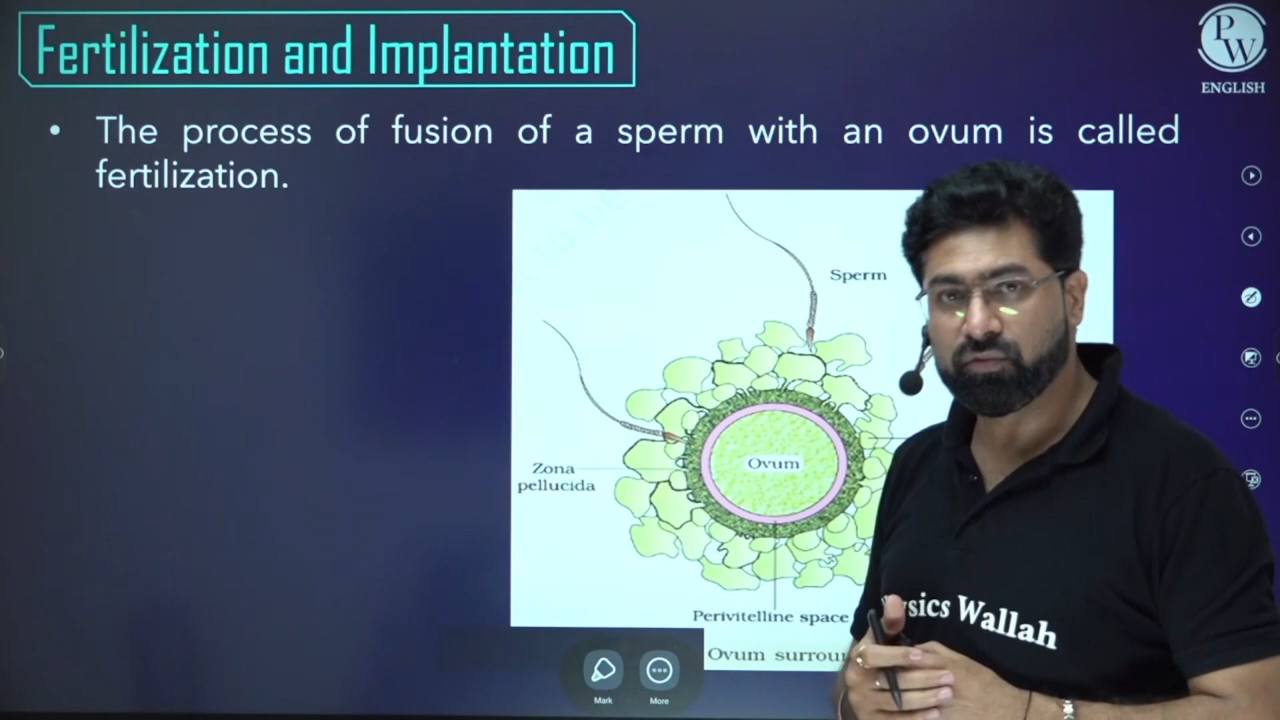 Fertilization and Implantation
PW
ENGLISH
• The process of fusion of a sperm with an ovum is called
fertilization.
Sperm
Ovum
Zona
pellucida
Perivitelline space
Ovum
Wallah
Mark
More